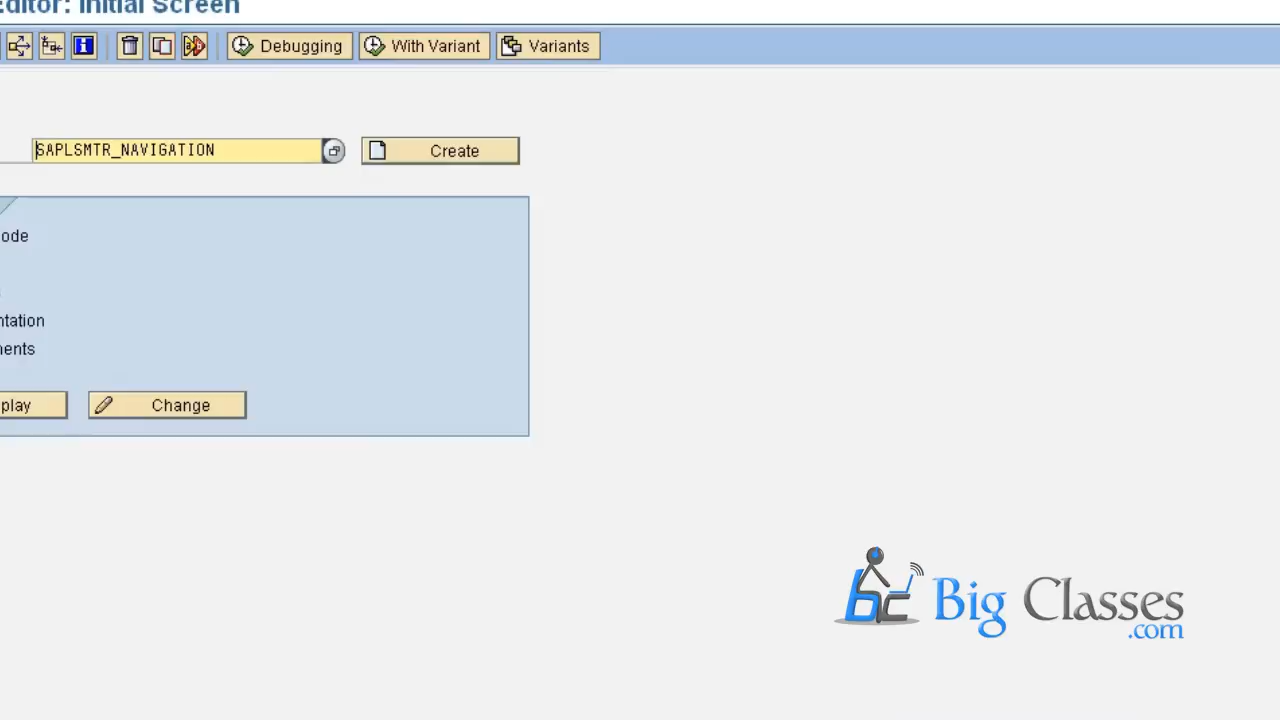 Editor: Initial Screen
Debugging
With Variant
Variants
SAPLSMTR_NAVIGATION
Create
ode
ntation
nents
play
Change
Big Classes
.com